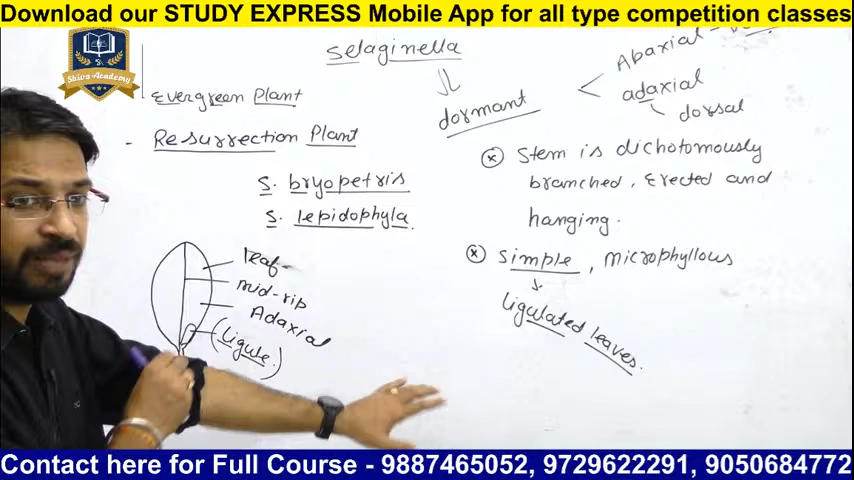 Download our STUDY EXPRESS Mobile App for all type competition classes
Shiva Academy
Selaginella
Evergreen Plant
- Resurrection Plant
S. bryopetris
S. lepidophyla.
dormant
Abaxial -
adaxial
dorsal
(x) Stem is dichotomously
branched, Erected and
hanging.
(x) Simple, microphyllous
ligulated leaves.
leaf
mid-rip
Adaxial
(ligule.)
Contact here for Full Course - 9887465052, 9729622291, 9050684772